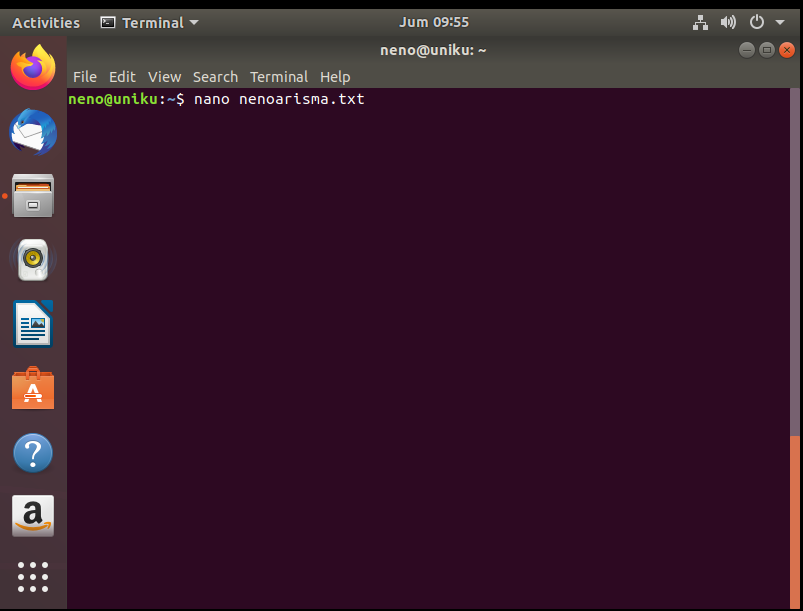 Activities Terminal Jum 09:55
neno@uniku: ~
File Edit View Search Terminal Help
neno@uniku:~$ nano nenoarisma.txt